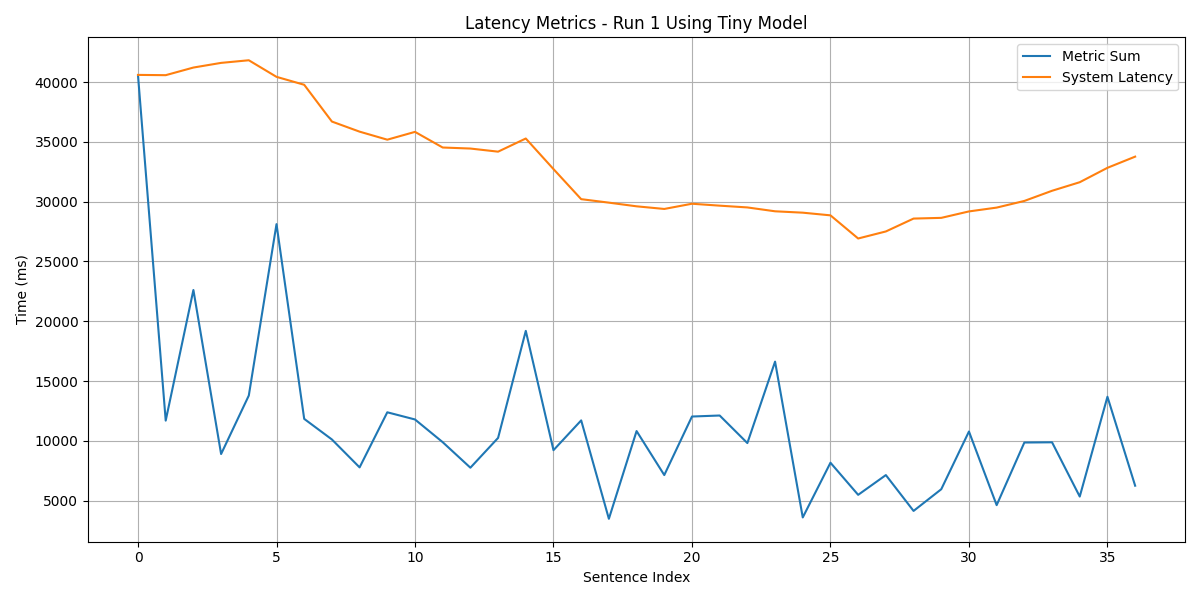 Latency Metrics - Run 1 Using Tiny Model
Metric Sum
System Latency
40000
35000
30000
25000
20000
15000
10000
5000
Time (ms)
0 5 10 15 20 25 30 35
Sentence Index